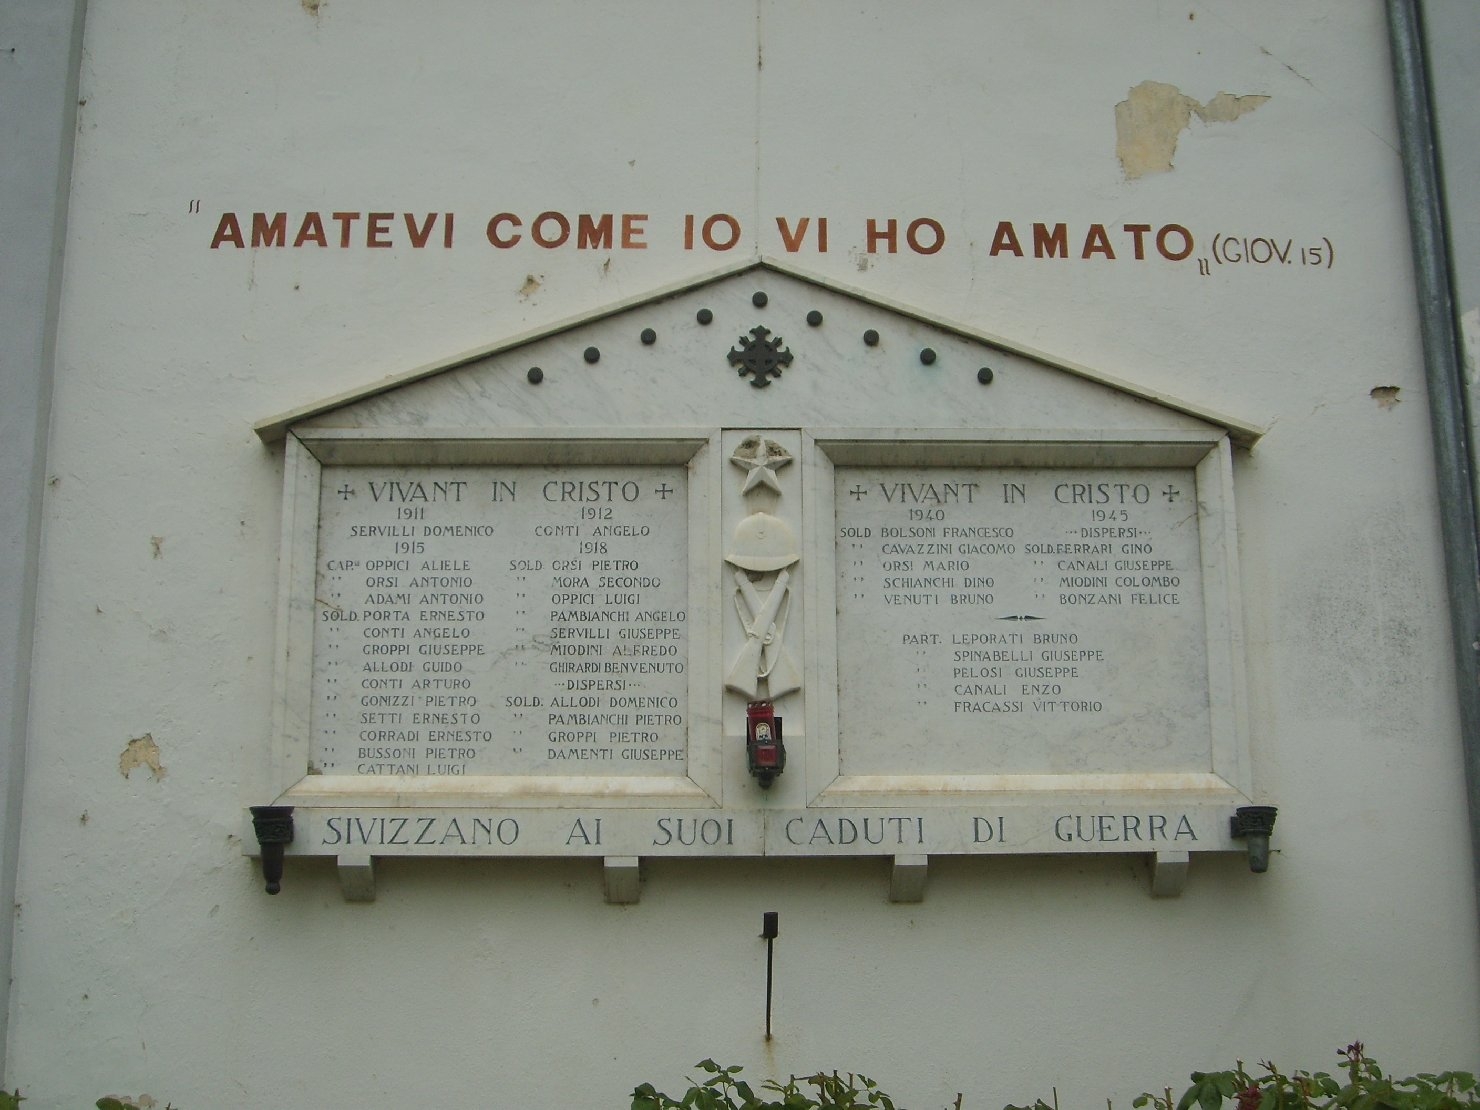 "AMATEVI COME IO VI HO AMATO" (GIOV. 15)
+ VIVANT IN CRISTO +
1911 1912
SERVILLI DOMENICO CONTI ANGELO
1915 1918
CAP.LE OPPICI ALIELE SOLD. ORSI PIETRO
" ORSI ANTONIO " MORA SECONDO
" ADAMI ANTONIO " OPPICI LUIGI
SOLD. PORTA ERNESTO " PAMBIANCHI ANGELO
" CONTI ANGELO " SERVILLI GIUSEPPE
" GROPPI GIUSEPPE " MIODINI ALFREDO
" ALLODI GUIDO " GHIRARDI BENVENUTO
" CONTI ARTURO ··DISPERSI··
" GONIZZI PIETRO SOLD. ALLODI DOMENICO
" SETTI ERNESTO " PAMBIANCHI PIETRO
" CORRADI ERNESTO " GROPPI PIETRO
" BUSSONI PIETRO " DAMENTI GIUSEPPE
" CATTANI LUIGI
+ VIVANT IN CRISTO +
1940 1945
SOLD. BOLSONI FRANCESCO ··DISPERSI··
" CAVAZZINI GIACOMO SOLD. FERRARI GINO
" ORSI MARIO " CANALI GIUSEPPE
" SCHIANCHI DINO " MIODINI COLOMBO
" VENUTI BRUNO " BONZANI FELICE
PART. LEPORATI BRUNO
" SPINABELLI GIUSEPPE
" PELOSI GIUSEPPE
" CANALI ENZO
" FRACASSI VITTORIO
SIVIZZANO AI SUOI CADUTI DI GUERRA